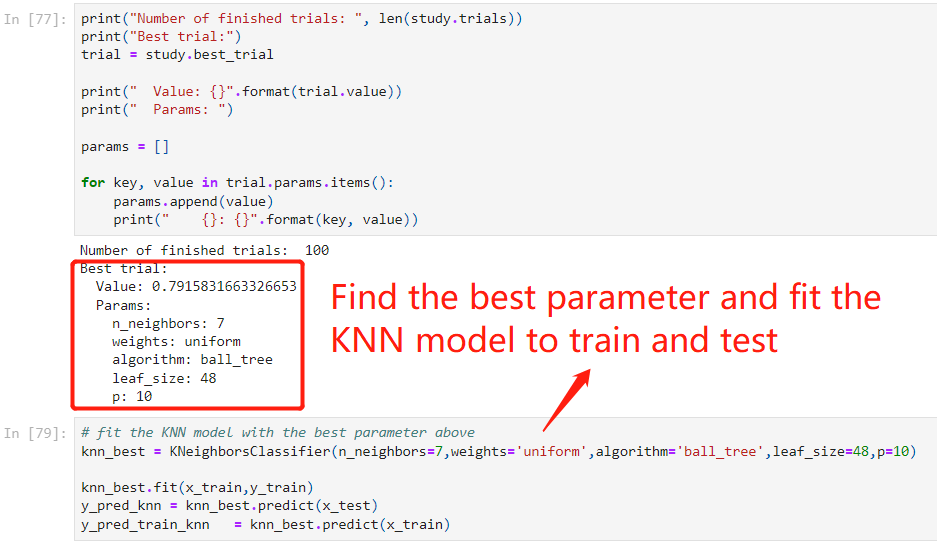 In [77]:
print("Number of finished trials: ", len(study.trials))
print("Best trial:")
trial = study.best_trial
print("  Value: {}".format(trial.value))
print("  Params: ")
params = []
for key, value in trial.params.items():
    params.append(value)
    print("    {}: {}".format(key, value))
Number of finished trials:  100
Best trial:
  Value: 0.7915831663326653
  Params:
    n_neighbors: 7
    weights: uniform
    algorithm: ball_tree
    leaf_size: 48
    p: 10
Find the best parameter and fit the
KNN model to train and test
In [79]:
# fit the KNN model with the best parameter above
knn_best = KNeighborsClassifier(n_neighbors=7,weights='uniform',algorithm='ball_tree',leaf_size=48,p=10)
knn_best.fit(x_train,y_train)
y_pred_knn = knn_best.predict(x_test)
y_pred_train_knn   = knn_best.predict(x_train)